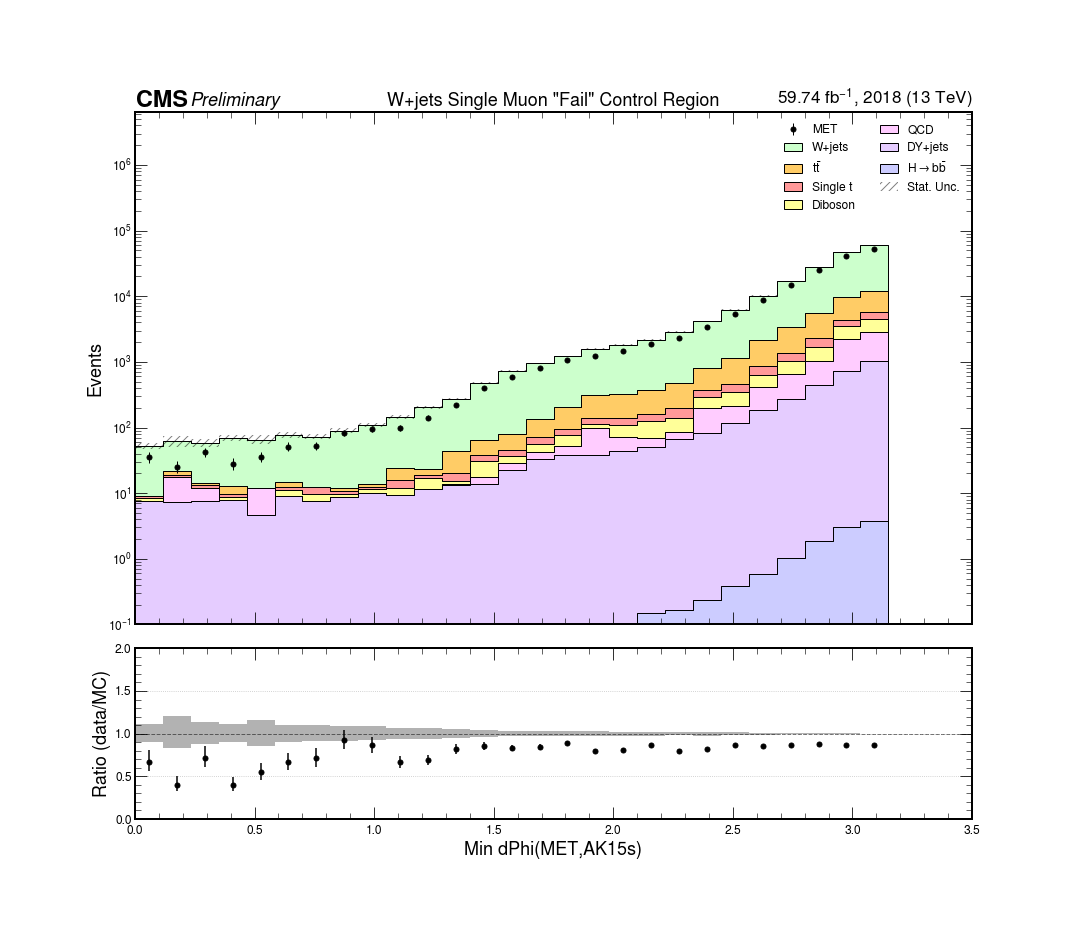 CMS Preliminary W+jets Single Muon "Fail" Control Region 59.74 fb⁻¹, 2018 (13 TeV)
MET QCD
W+jets DY+jets
tt̄ H→bb̄
Single t Stat. Unc.
Diboson
10⁶
10⁵
10⁴
10³
10²
10¹
10⁰
10⁻¹
Events
2.0
1.5
1.0
0.5
0.0
Ratio (data/MC)
0.0 0.5 1.0 1.5 2.0 2.5 3.0 3.5
Min dPhi(MET,AK15s)